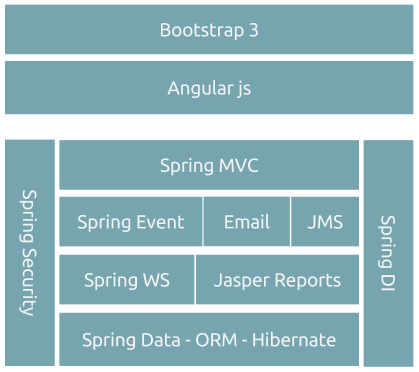 Bootstrap 3
Angular js
Spring Security
Spring MVC
Spring Event
Email
JMS
Spring WS
Jasper Reports
Spring Data - ORM - Hibernate
Spring DI